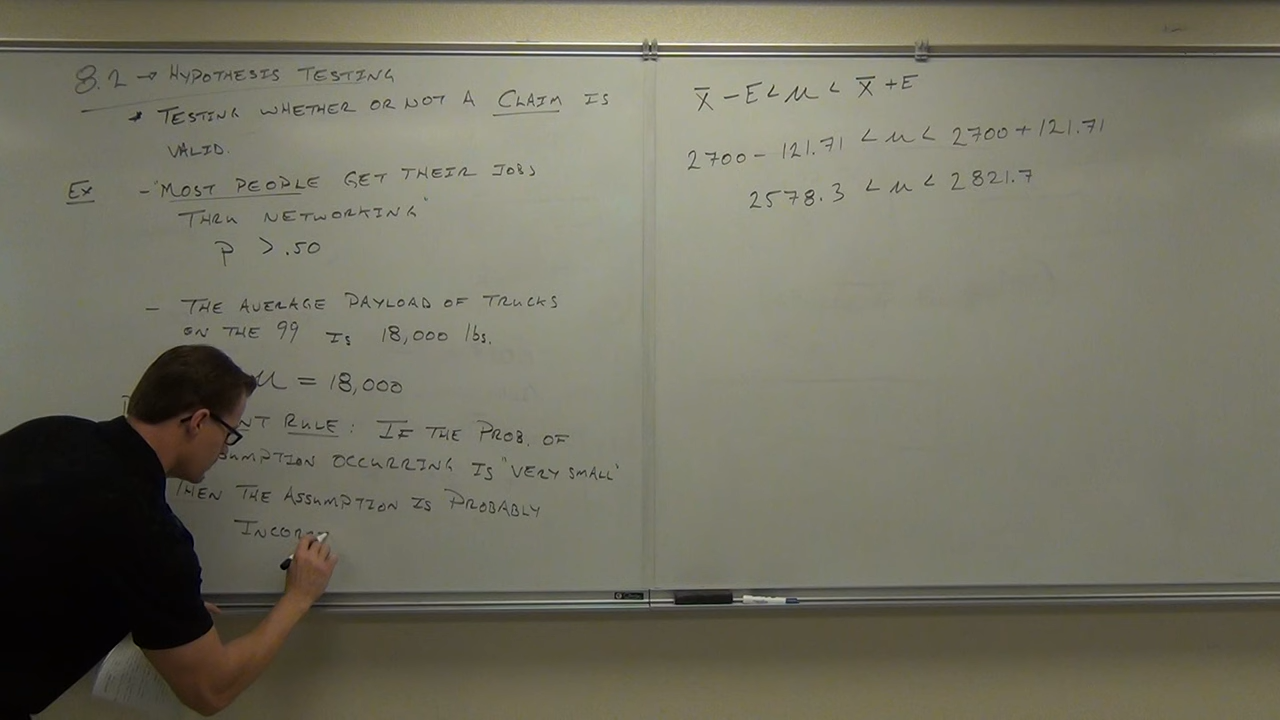 8.2 → HYPOTHESIS TESTING
* TESTING WHETHER OR NOT A CLAIM IS
VALID.
Ex - "MOST PEOPLE GET THEIR JOBS
THRU NETWORKING"
p > .50
- THE AVERAGE PAYLOAD OF TRUCKS
ON THE 99 IS 18,000 lbs.
μ = 18,000
RULE: IF THE PROB. OF
OCCURRING IS "VERY SMALL"
THEN THE ASSUMPTION IS PROBABLY
x̄ - E < μ < x̄ + E
2700 - 121.71 < μ < 2700 + 121.71
2578.3 < μ < 2821.7